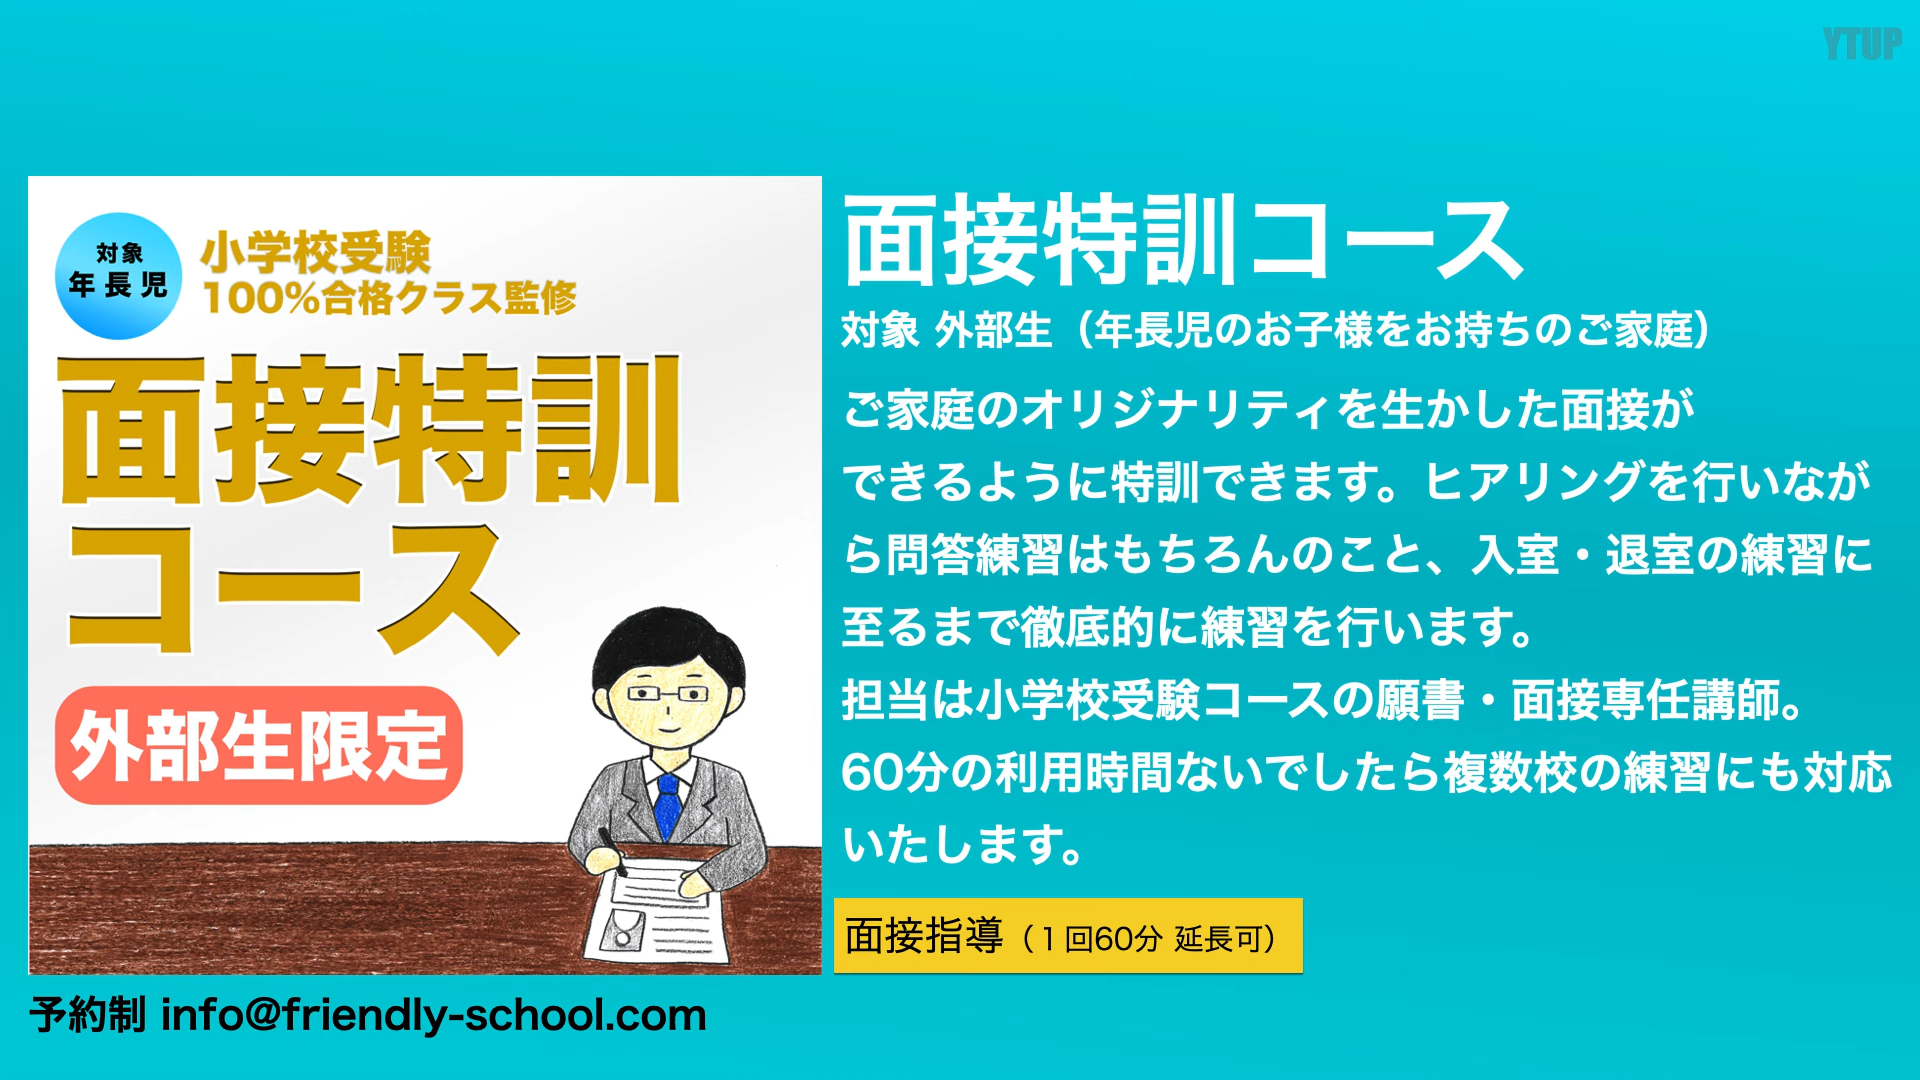 YTUP
対象
年長児
小学校受験
100%合格クラス監修
面接特訓
コース
外部生限定
予約制 info@friendly-school.com
面接特訓コース
対象 外部生（年長児のお子様をお持ちのご家庭）
ご家庭のオリジナリティを生かした面接が
できるように特訓できます。ヒアリングを行いなが
ら問答練習はもちろんのこと、入室・退室の練習に
至るまで徹底的に練習を行います。
担当は小学校受験コースの願書・面接専任講師。
60分の利用時間ないでしたら複数校の練習にも対応
いたします。
面接指導（１回60分 延長可）